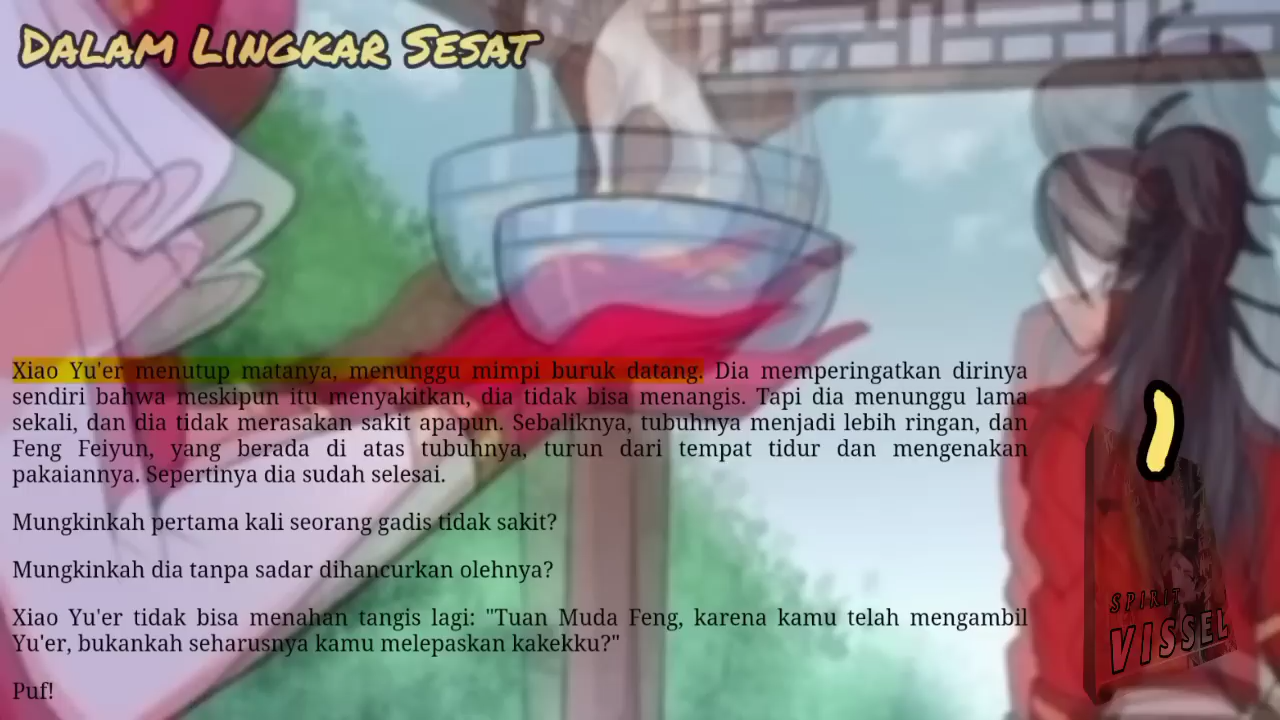 DALAM LINGKAR SESAT
Xiao Yu'er menutup matanya, menunggu mimpi buruk datang. Dia memperingatkan dirinya
sendiri bahwa meskipun itu menyakitkan, dia tidak bisa menangis. Tapi dia menunggu lama
sekali, dan dia tidak merasakan sakit apapun. Sebaliknya, tubuhnya menjadi lebih ringan, dan
Feng Feiyun, yang berada di atas tubuhnya, turun dari tempat tidur dan mengenakan
pakaiannya. Sepertinya dia sudah selesai.
Mungkinkah pertama kali seorang gadis tidak sakit?
Mungkinkah dia tanpa sadar dihancurkan olehnya?
Xiao Yu'er tidak bisa menahan tangis lagi: "Tuan Muda Feng, karena kamu telah mengambil
Yu'er, bukankah seharusnya kamu melepaskan kakekku?"
Puf!
1
SPIRIT
VISSEL